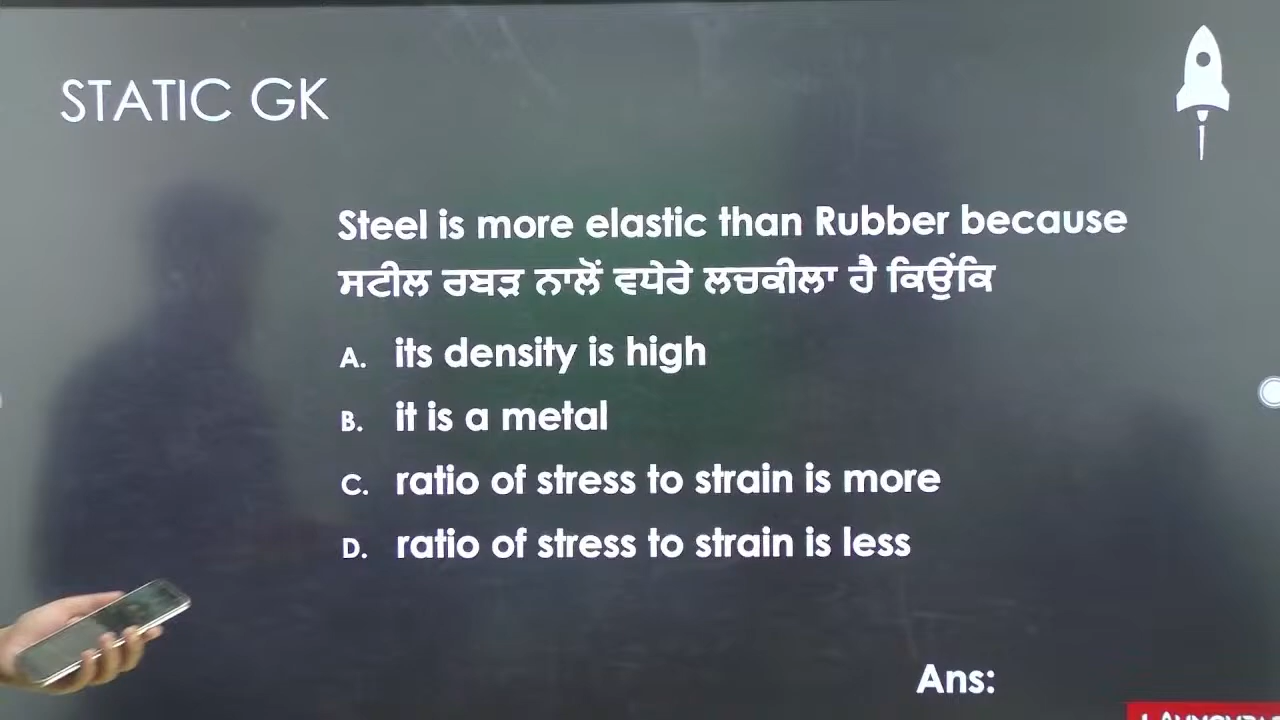 STATIC GK
Steel is more elastic than Rubber because
ਸਟੀਲ ਰਬੜ ਨਾਲੋਂ ਵਧੇਰੇ ਲਚਕੀਲਾ ਹੈ ਕਿਉਂਕਿ
A. its density is high
B. it is a metal
C. ratio of stress to strain is more
D. ratio of stress to strain is less
Ans: